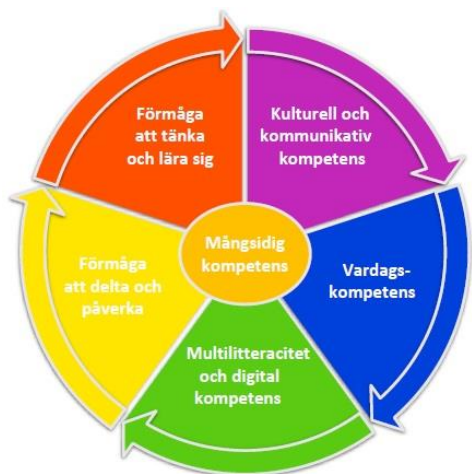 Förmåga
att tänka
och lära sig
Kulturell och
kommunikativ
kompetens
Mångsidig
kompetens
Förmåga
att delta och
påverka
Vardags-
kompetens
Multilitteracitet
och digital
kompetens